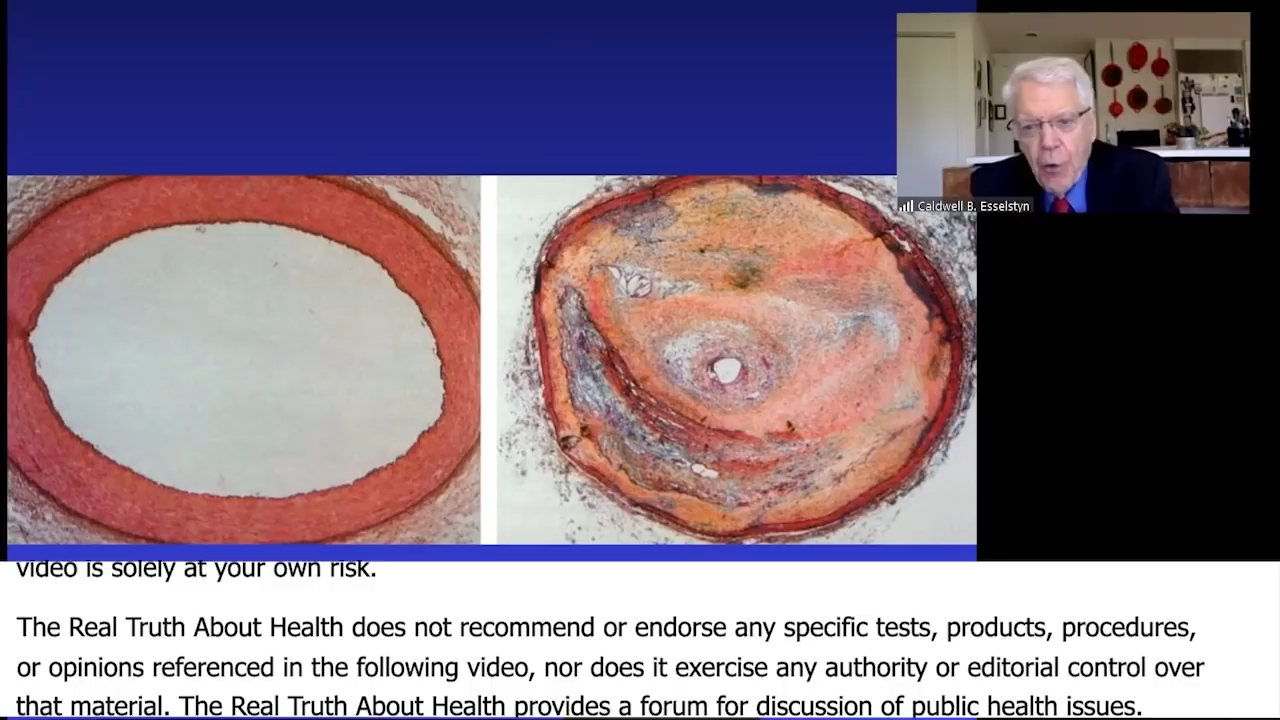 Caldwell B. Esselstyn
video is solely at your own risk.
The Real Truth About Health does not recommend or endorse any specific tests, products, procedures,
or opinions referenced in the following video, nor does it exercise any authority or editorial control over
that material. The Real Truth About Health provides a forum for discussion of public health issues.